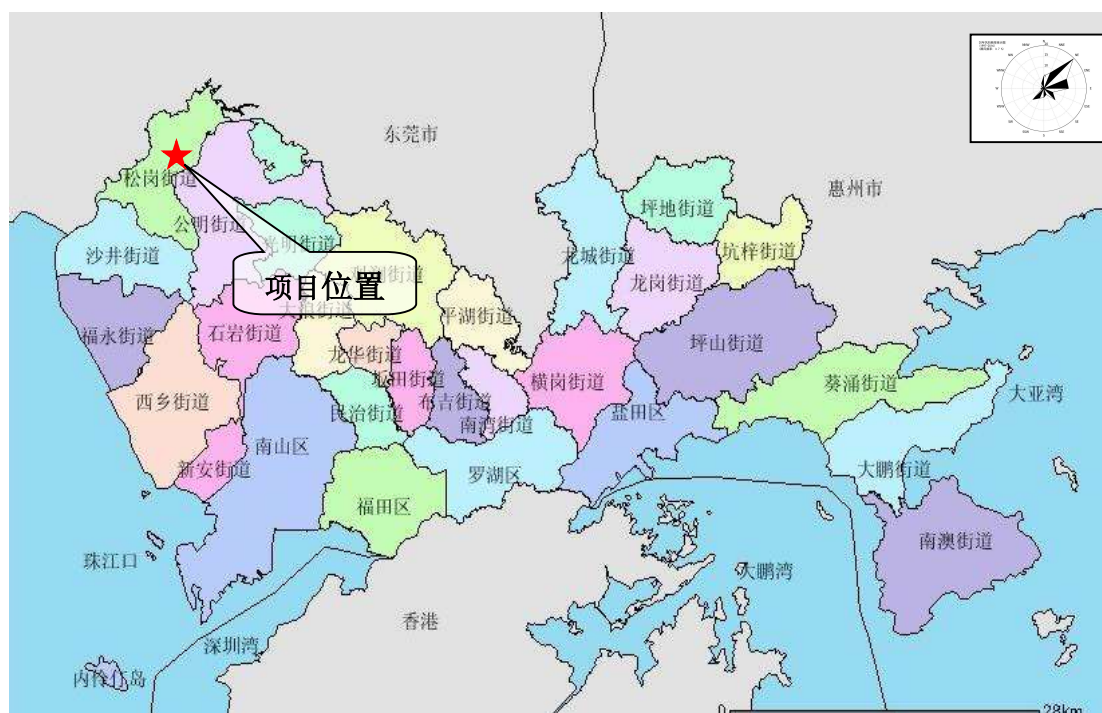 东莞市
惠州市
松岗街道
坪地街道
公明街道
光明街道
坑梓街道
沙井街道
龙城街道
龙岗街道
项目位置
福永街道
石岩街道
大浪街道
平湖街道
坪山街道
龙华街道
坂田街道
横岗街道
葵涌街道
大亚湾
西乡街道
民治街道
布吉街道
盐田区
南湾街道
南山区
新安街道
罗湖区
大鹏街道
福田区
南澳街道
珠江口
大鹏湾
香港
深圳湾
内伶仃岛
0
28km